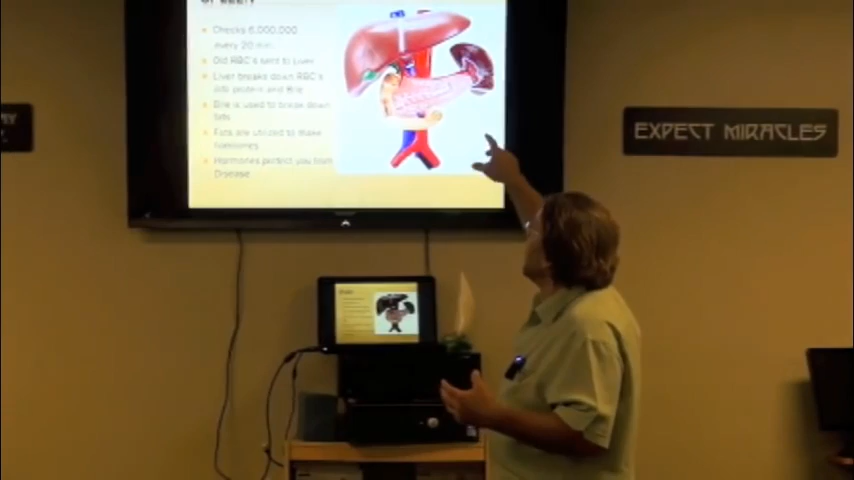 Checks 6,000,000
every 20 min.
Old RBC's sent to Liver
Liver breaks down RBC's
into protein and Bile
Bile is used to break down
fats
Fats are utilized to make
hormones
Hormones protect you from
Disease
EXPECT MIRACLES